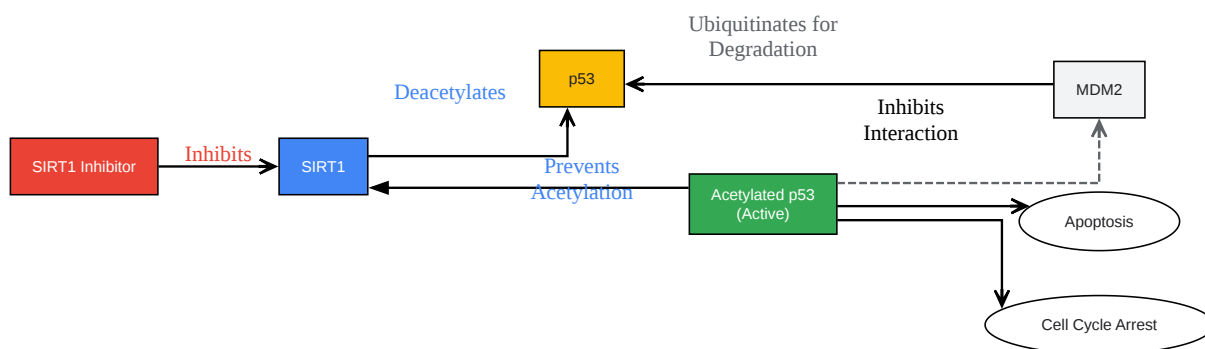 Ubiquitinates for
Degradation
p53
Deacetylates
MDM2
Inhibits
Interaction
SIRT1 Inhibitor
Inhibits
SIRT1
Prevents
Acetylation
Acetylated p53
(Active)
Apoptosis
Cell Cycle Arrest